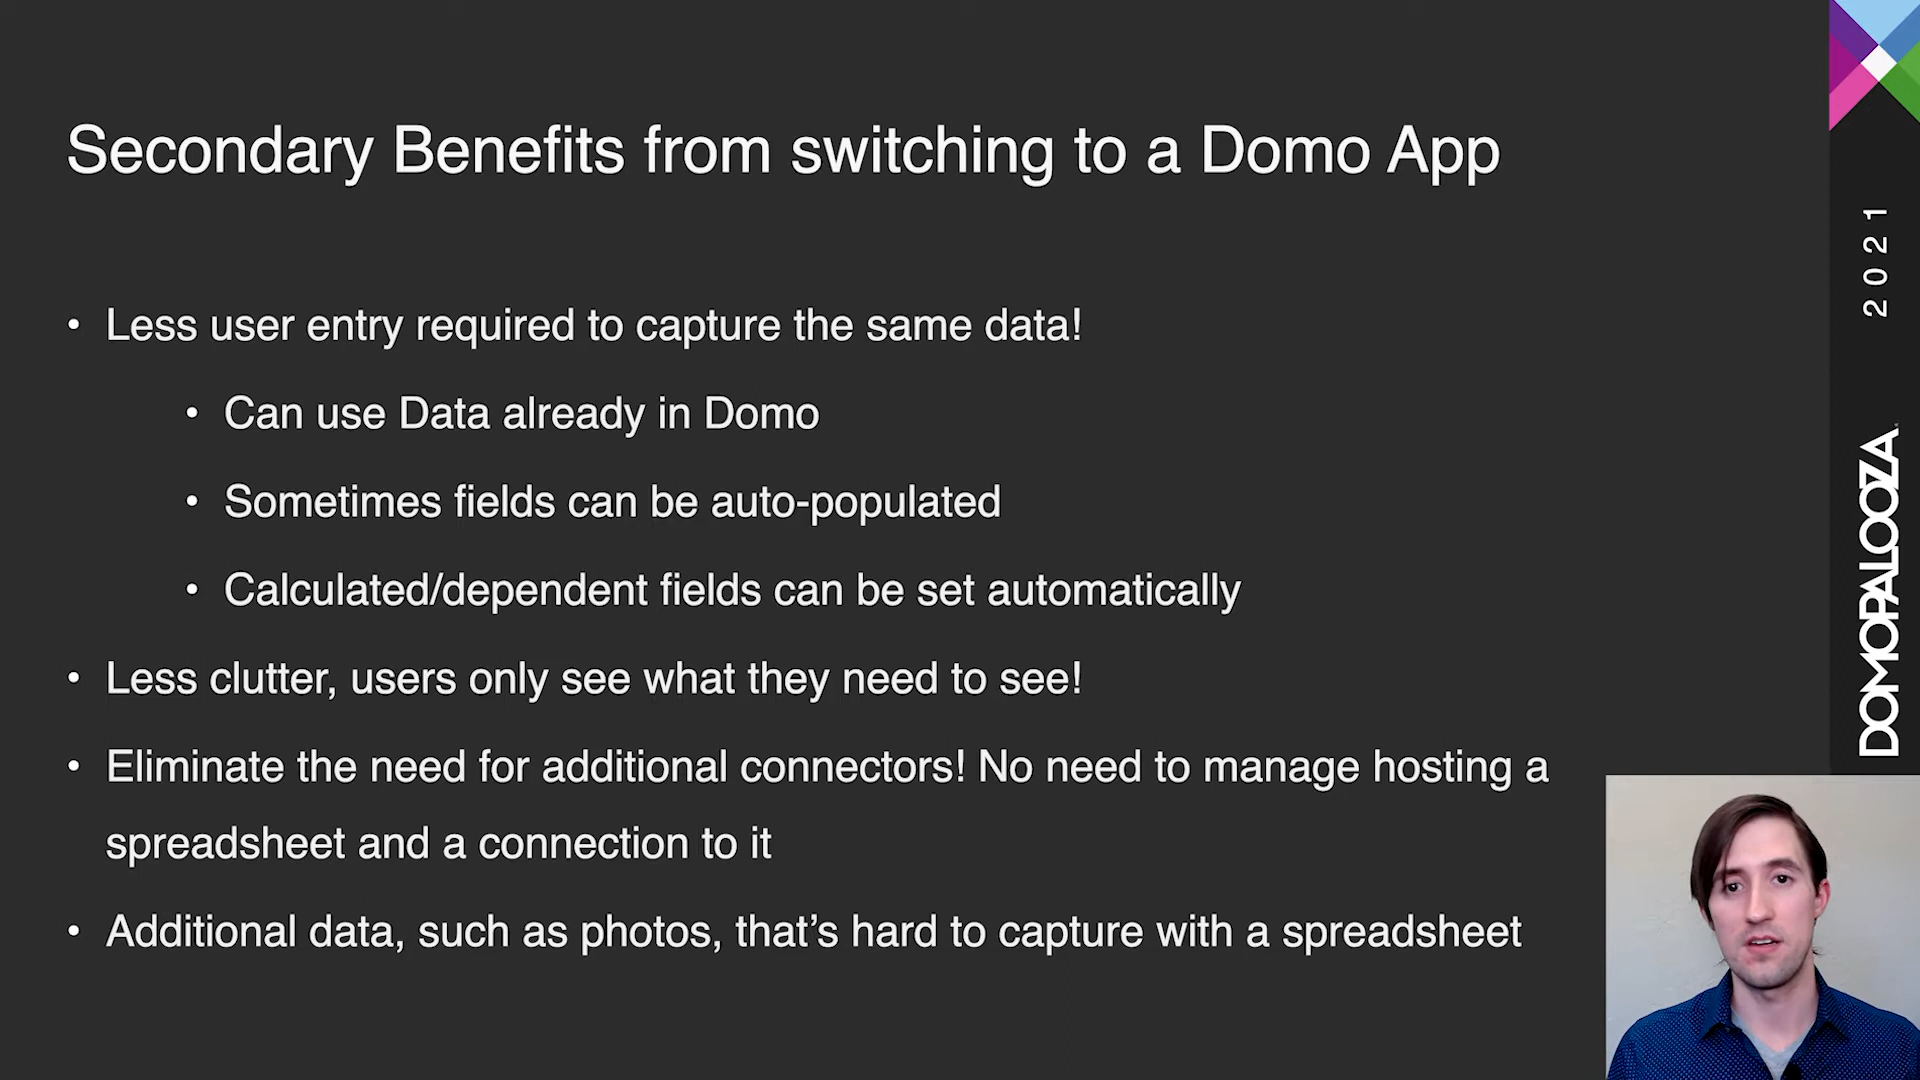 Secondary Benefits from switching to a Domo App
• Less user entry required to capture the same data!
• Can use Data already in Domo
• Sometimes fields can be auto-populated
• Calculated/dependent fields can be set automatically
• Less clutter, users only see what they need to see!
• Eliminate the need for additional connectors! No need to manage hosting a
spreadsheet and a connection to it
• Additional data, such as photos, that’s hard to capture with a spreadsheet
DOMOPALOOZA
2021